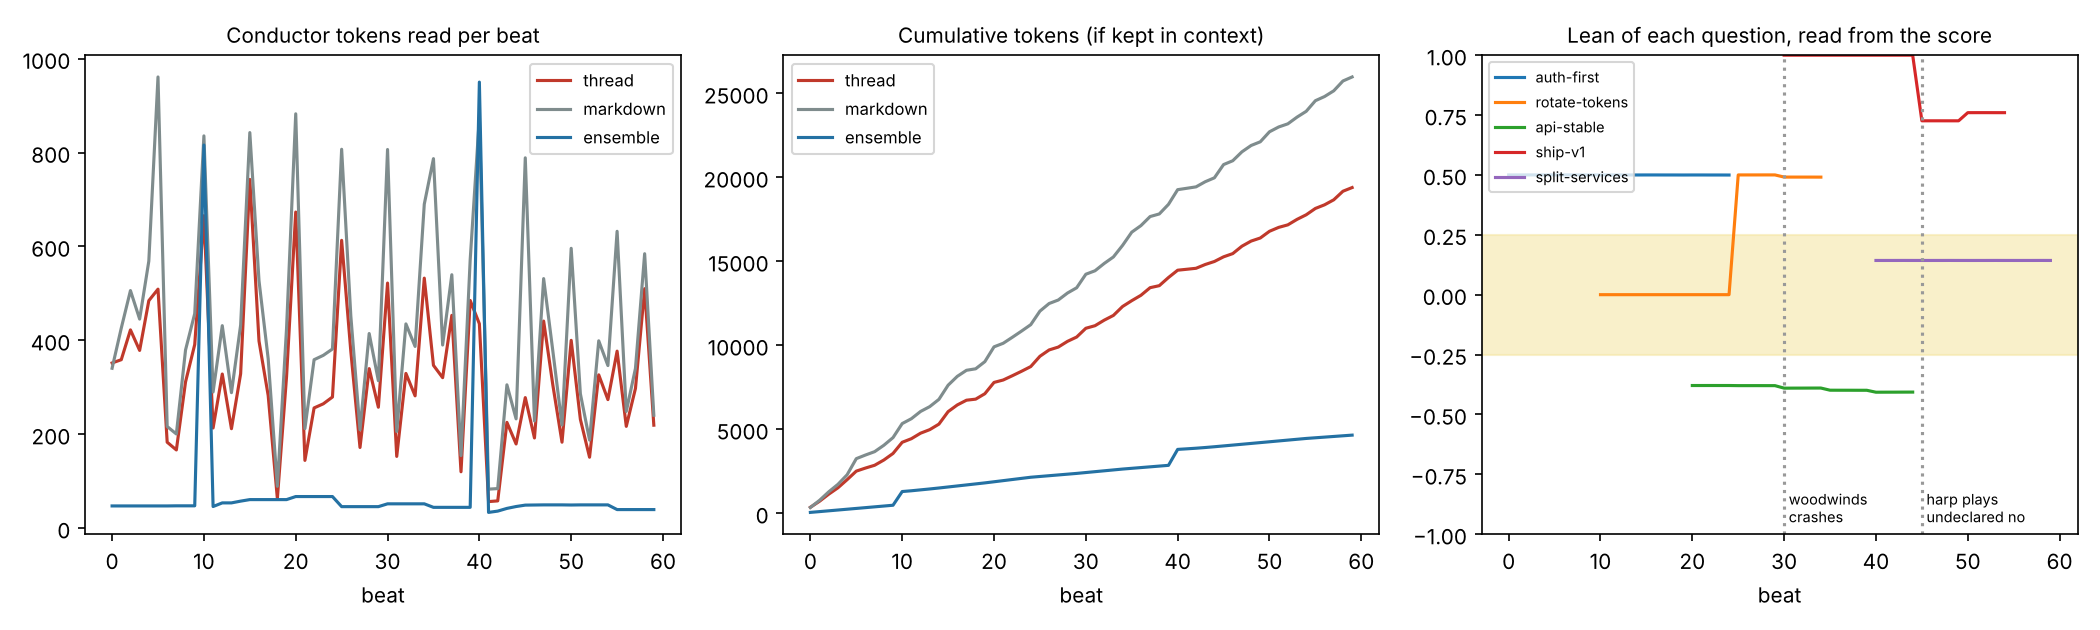 Conductor tokens read per beat
1000
800
600
400
200
0
thread
markdown
ensemble
0 10 20 30 40 50 60
beat
Cumulative tokens (if kept in context)
25000
20000
15000
10000
5000
0
thread
markdown
ensemble
0 10 20 30 40 50 60
beat
Lean of each question, read from the score
1.00
0.75
0.50
0.25
0.00
−0.25
−0.50
−0.75
−1.00
auth-first
rotate-tokens
api-stable
ship-v1
split-services
woodwinds
crashes
harp plays
undeclared no
0 10 20 30 40 50 60
beat